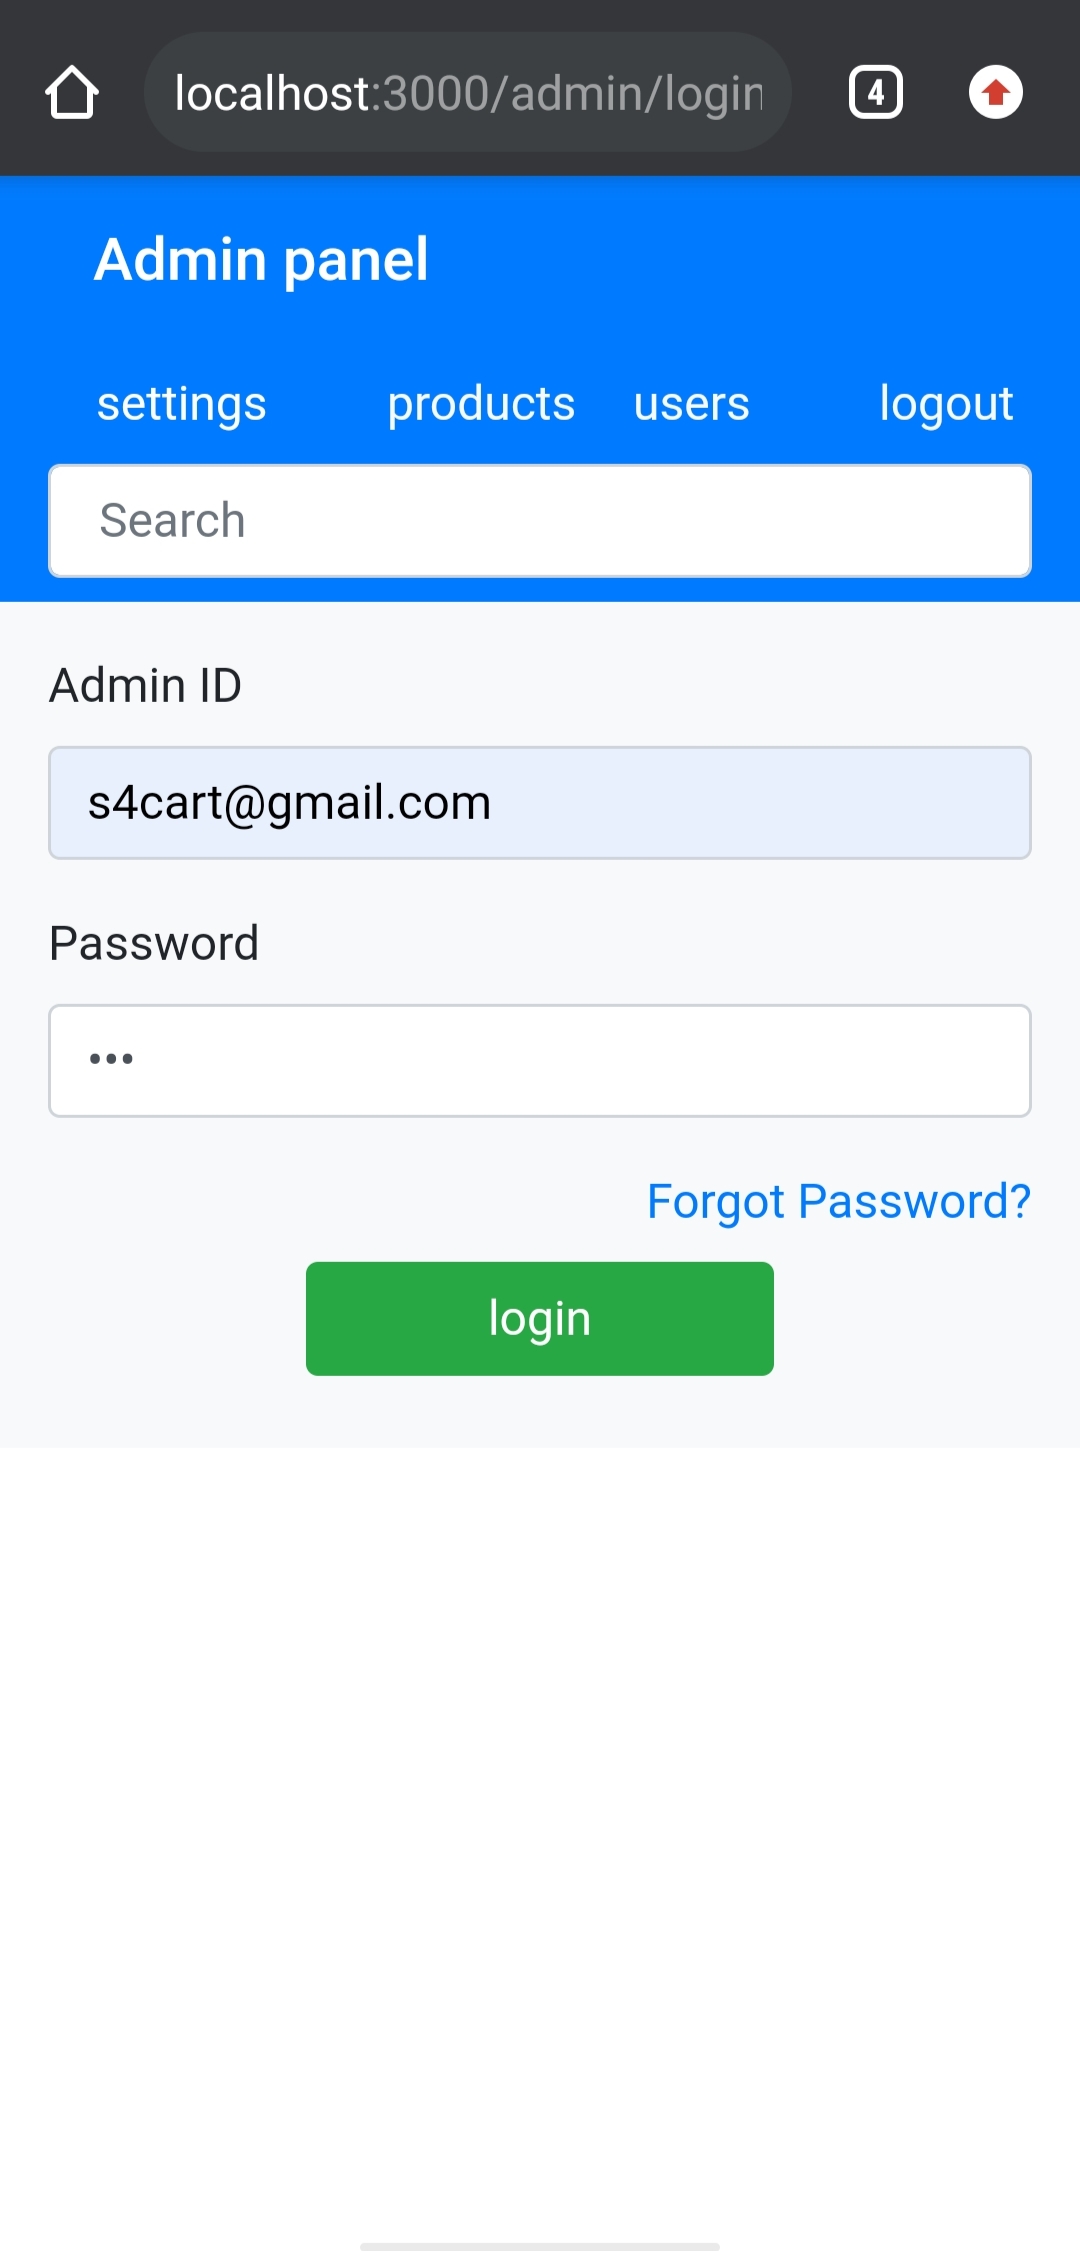 localhost:3000/admin/login
4
Admin panel
settings products users logout
Search
Admin ID
s4cart@gmail.com
Password
•••
Forgot Password?
login